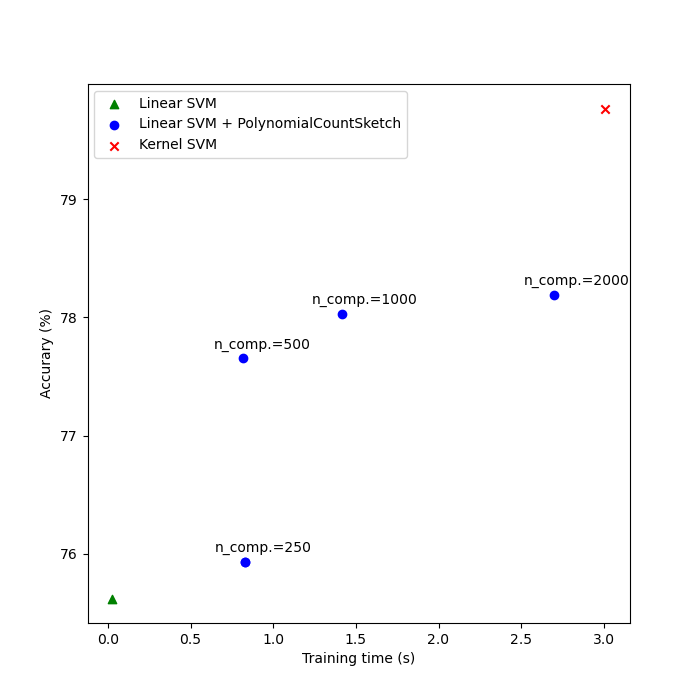 Linear SVM
Linear SVM + PolynomialCountSketch
Kernel SVM
79
n_comp.=2000
n_comp.=1000
78
n_comp.=500
Accurary (%)
77
n_comp.=250
76
0.0 0.5 1.0 1.5 2.0 2.5 3.0
Training time (s)